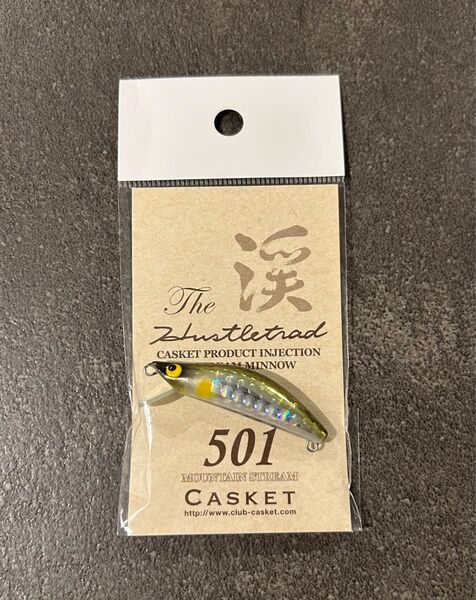 渓
The
Hustletrad
CASKET PRODUCT INJECTION
MINNOW
501
MOUNTAIN STREAM
CASKET
http://www.club-casket.com